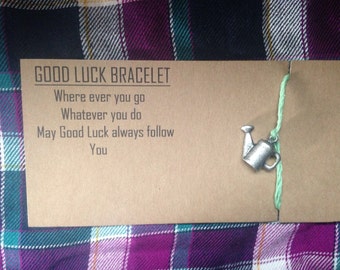 GOOD LUCK BRACELET
Where ever you go
Whatever you do
May Good Luck always follow
You